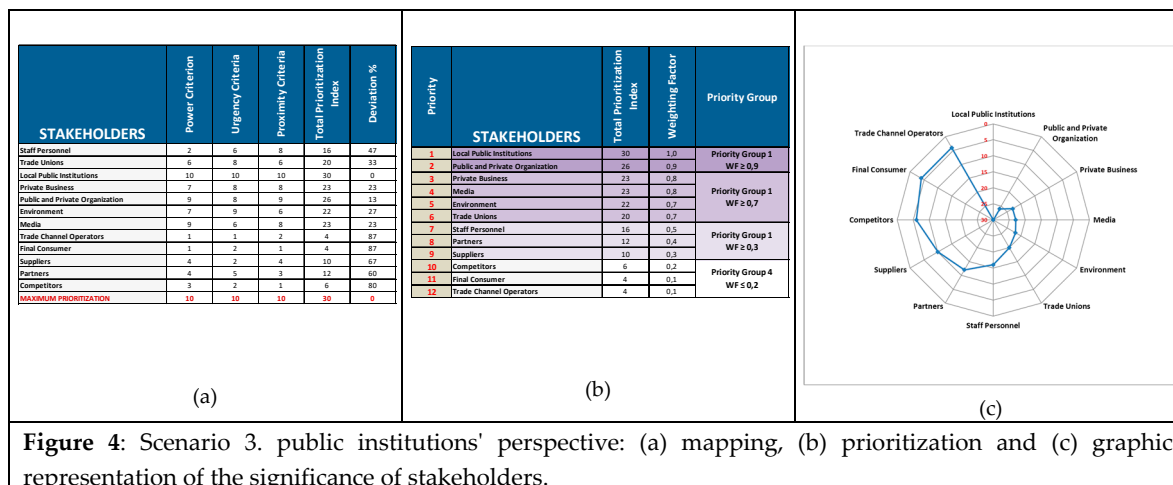 STAKEHOLDERS Power Criterion Urgency Criteria Proximity Criteria Total Prioritization Index Deviation %
Staff Personnel 2 6 8 16 47
Trade Unions 6 8 6 20 33
Local Public Institutions 10 10 10 30 0
Private Business 7 8 8 23 23
Public and Private Organization 9 8 9 26 13
Environment 7 9 6 22 27
Media 9 6 8 23 23
Trade Channel Operators 1 1 2 4 87
Final Consumer 1 2 1 4 87
Suppliers 4 2 4 10 67
Partners 4 5 3 12 60
Competitors 3 2 1 6 80
MAXIMUM PRIORITIZATION 10 10 10 30 0
(a)
Priority STAKEHOLDERS Total Prioritization Index Weighting Factor Priority Group
1 Local Public Institutions 30 1,0 Priority Group 1
2 Public and Private Organization 26 0,9 WF ≥ 0,9
3 Private Business 23 0,8
4 Media 23 0,8 Priority Group 1
5 Environment 22 0,7 WF ≥ 0,7
6 Trade Unions 20 0,7
7 Staff Personnel 16 0,5
8 Partners 12 0,4 Priority Group 1
9 Suppliers 10 0,3 WF ≥ 0,3
10 Competitors 6 0,2
11 Final Consumer 4 0,1 Priority Group 4
12 Trade Channel Operators 4 0,1 WF ≤ 0,2
(b)
Local Public Institutions
Public and Private
Organization
Private Business
Media
Environment
Trade Unions
Staff Personnel
Partners
Suppliers
Competitors
Final Consumer
Trade Channel Operators
0
5
10
15
20
25
30
(c)
Figure 4: Scenario 3. public institutions' perspective: (a) mapping, (b) prioritization and (c) graphic
representation of the significance of stakeholders.